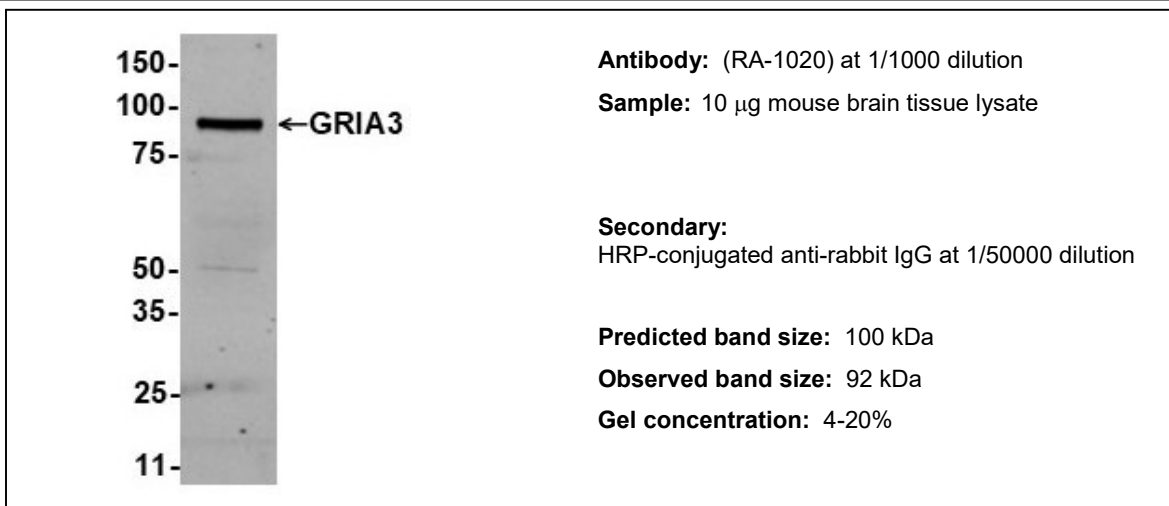 150-
100-
75-
50-
35-
25-
11-
←GRIA3
Antibody: (RA-1020) at 1/1000 dilution
Sample: 10 µg mouse brain tissue lysate
Secondary:
HRP-conjugated anti-rabbit IgG at 1/50000 dilution
Predicted band size: 100 kDa
Observed band size: 92 kDa
Gel concentration: 4-20%